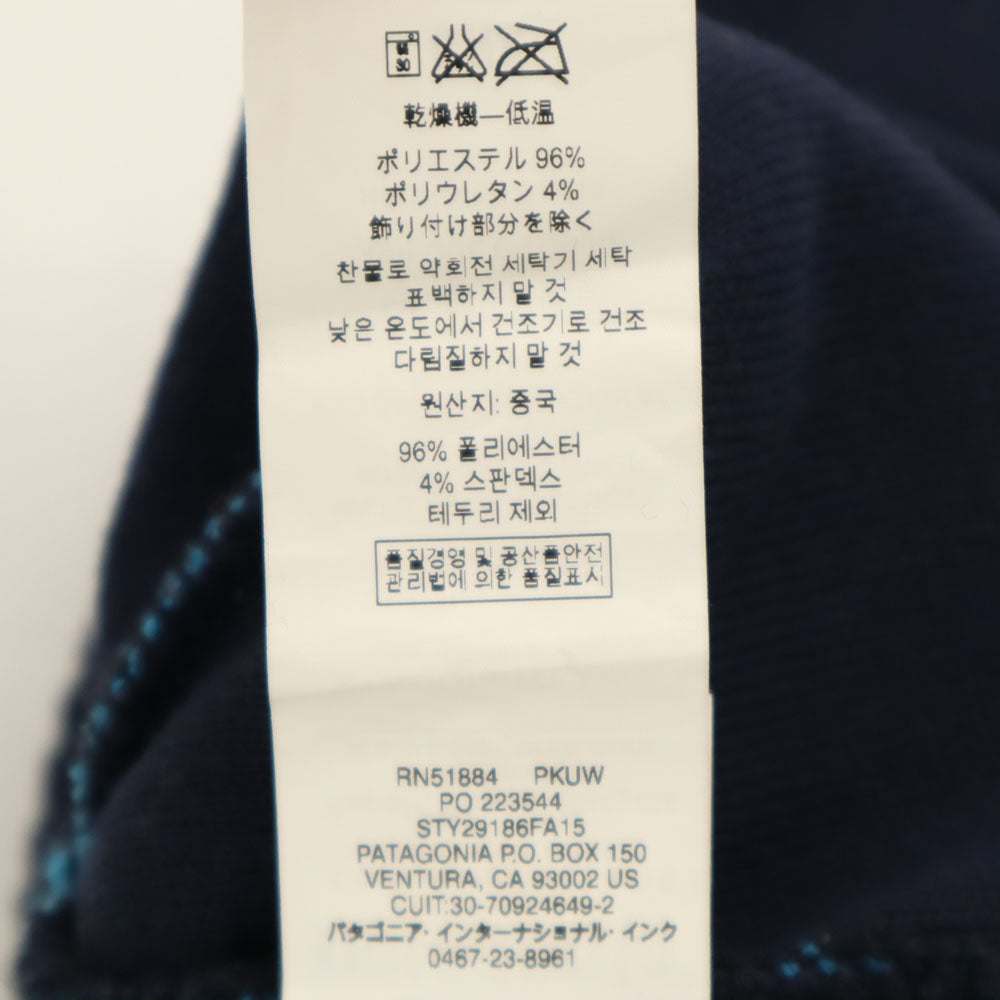 乾燥機—低温
ポリエステル 96%
ポリウレタン 4%
飾り付け部分を除く
찬물로 약회전 세탁기 세탁
표백하지 말 것
낮은 온도에서 건조기로 건조
다림질하지 말 것
원산지: 중국
96% 폴리에스터
4% 스판덱스
테두리 제외
품질경영 및 공산품안전
관리법에 의한 품질표시
RN51884 PKUW
PO 223544
STY29186FA15
PATAGONIA P.O. BOX 150
VENTURA, CA 93002 US
CUIT:30-70924649-2
パタゴニア・インターナショナル・インク
0467-23-8961